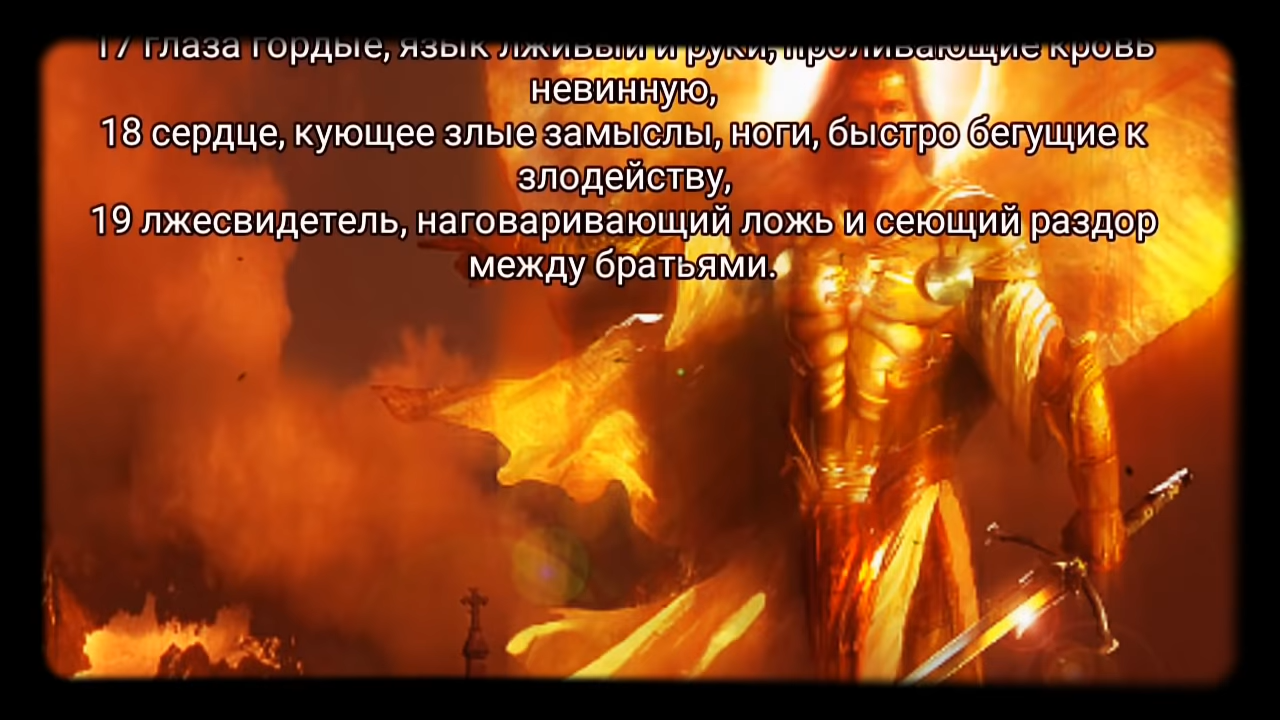 17 глаза гордые, язык лживый и руки, проливающие кровь
невинную,
18 сердце, кующее злые замыслы, ноги, быстро бегущие к
злодейству,
19 лжесвидетель, наговаривающий ложь и сеющий раздор
между братьями.